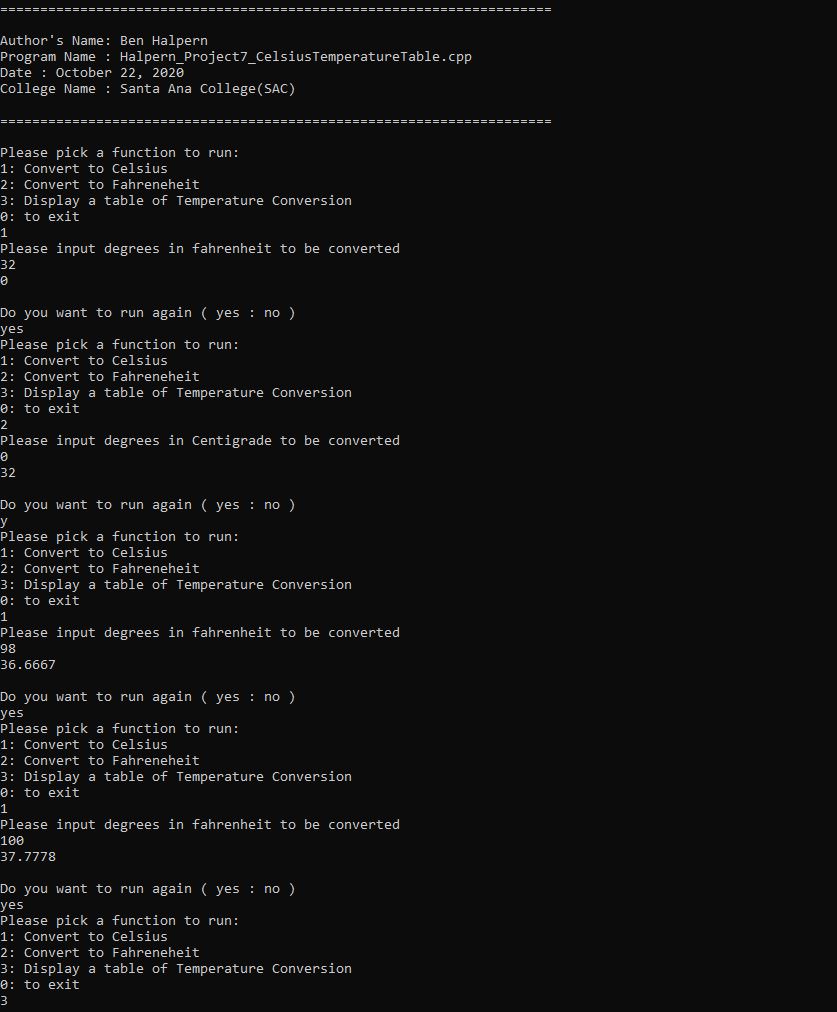 =====================================================================
Author's Name: Ben Halpern
Program Name : Halpern_Project7_CelsiusTemperatureTable.cpp
Date : October 22, 2020
College Name : Santa Ana College(SAC)
=====================================================================
Please pick a function to run:
1: Convert to Celsius
2: Convert to Fahreneheit
3: Display a table of Temperature Conversion
0: to exit
1
Please input degrees in fahrenheit to be converted
32
0
Do you want to run again ( yes : no )
yes
Please pick a function to run:
1: Convert to Celsius
2: Convert to Fahreneheit
3: Display a table of Temperature Conversion
0: to exit
2
Please input degrees in Centigrade to be converted
0
32
Do you want to run again ( yes : no )
y
Please pick a function to run:
1: Convert to Celsius
2: Convert to Fahreneheit
3: Display a table of Temperature Conversion
0: to exit
1
Please input degrees in fahrenheit to be converted
98
36.6667
Do you want to run again ( yes : no )
yes
Please pick a function to run:
1: Convert to Celsius
2: Convert to Fahreneheit
3: Display a table of Temperature Conversion
0: to exit
1
Please input degrees in fahrenheit to be converted
100
37.7778
Do you want to run again ( yes : no )
yes
Please pick a function to run:
1: Convert to Celsius
2: Convert to Fahreneheit
3: Display a table of Temperature Conversion
0: to exit
3